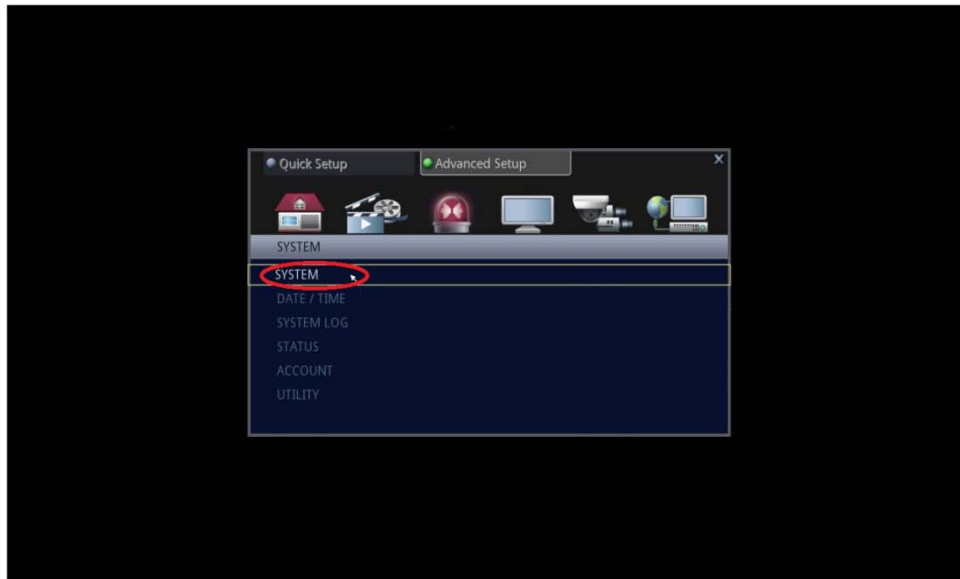 Quick Setup
Advanced Setup
X
SYSTEM
SYSTEM
DATE / TIME
SYSTEM LOG
STATUS
ACCOUNT
UTILITY